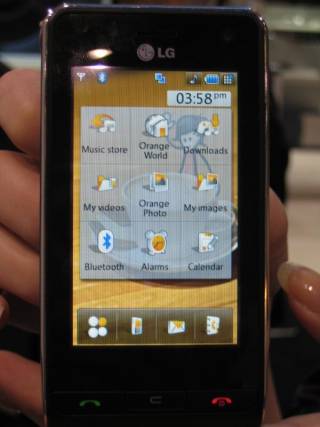 LG
03:58pm
Music store Orange World Downloads
My videos Orange Photo My images
Bluetooth Alarms Calendar